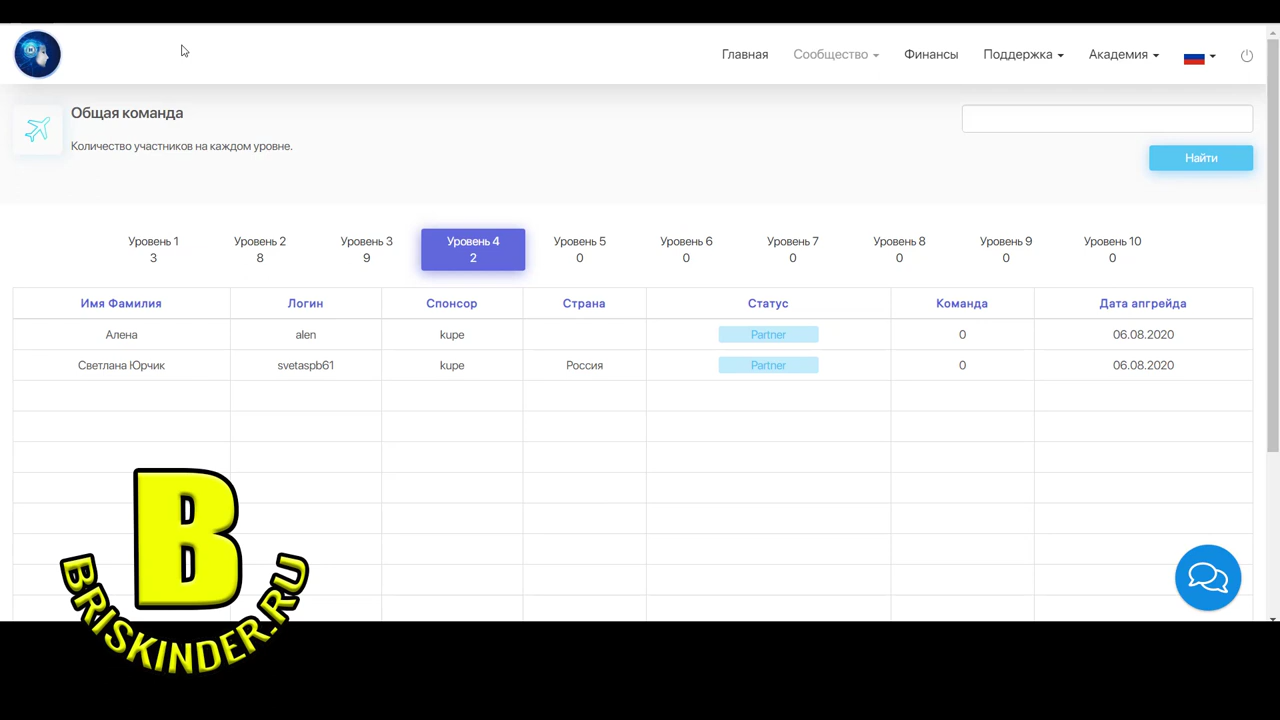 Главная Сообщество Финансы Поддержка Академия
Общая команда
Количество участников на каждом уровне.
Найти
Уровень 1 Уровень 2 Уровень 3 Уровень 4 Уровень 5 Уровень 6 Уровень 7 Уровень 8 Уровень 9 Уровень 10
3 8 9 2 0 0 0 0 0 0
Имя Фамилия Логин Спонсор Страна Статус Команда Дата апгрейда
Алена alen kupe Partner 0 06.08.2020
Светлана Юрчик svetaspb61 kupe Россия Partner 0 06.08.2020
B
BRISKINDER.RU